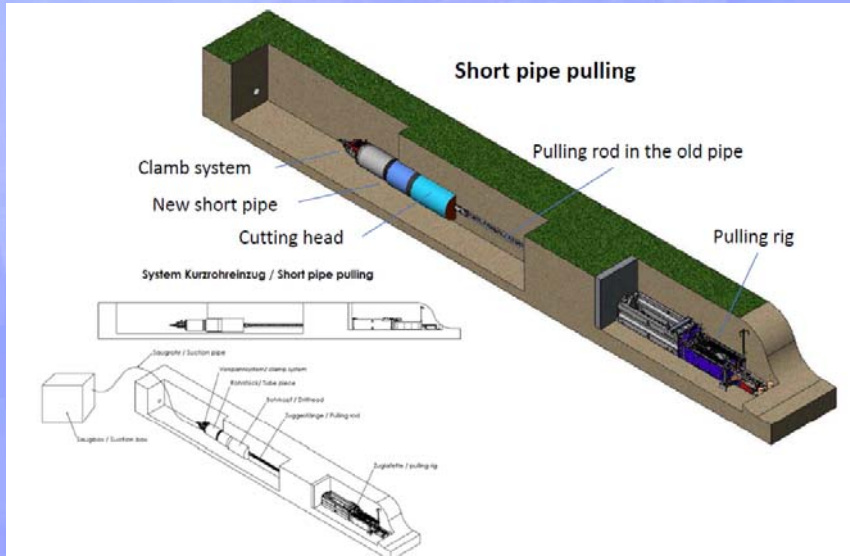 Short pipe pulling
Pulling rod in the old pipe
Clamb system
New short pipe
Cutting head
Pulling rig
System Kurzrohreinzug / Short pipe pulling
Saugrohr / Suction pipe
Vorspannsystem/ clamp system
Rohrstück/ Tube piece
Bohrkopf / Drillhead
/ Pulling rod
Saugbox / Suction box
Zuglafette / pulling rig